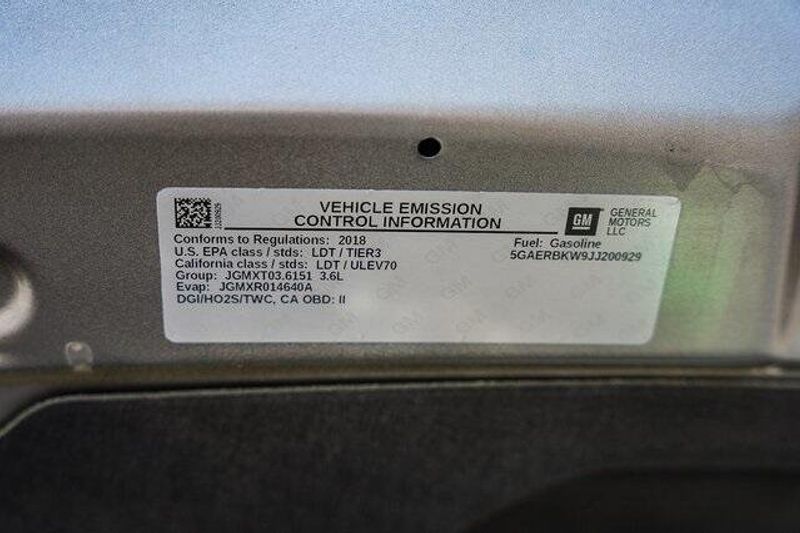 VEHICLE EMISSION
CONTROL INFORMATION
GM GENERAL
MOTORS
LLC
JJ200929
Conforms to Regulations: 2018
U.S. EPA class / stds: LDT / TIER3
California class / stds: LDT / ULEV70
Group: JGMXT03.6151 3.6L
Evap: JGMXR014640A
DGI/HO2S/TWC, CA OBD: II
Fuel: Gasoline
5GAERBKW9JJ200929